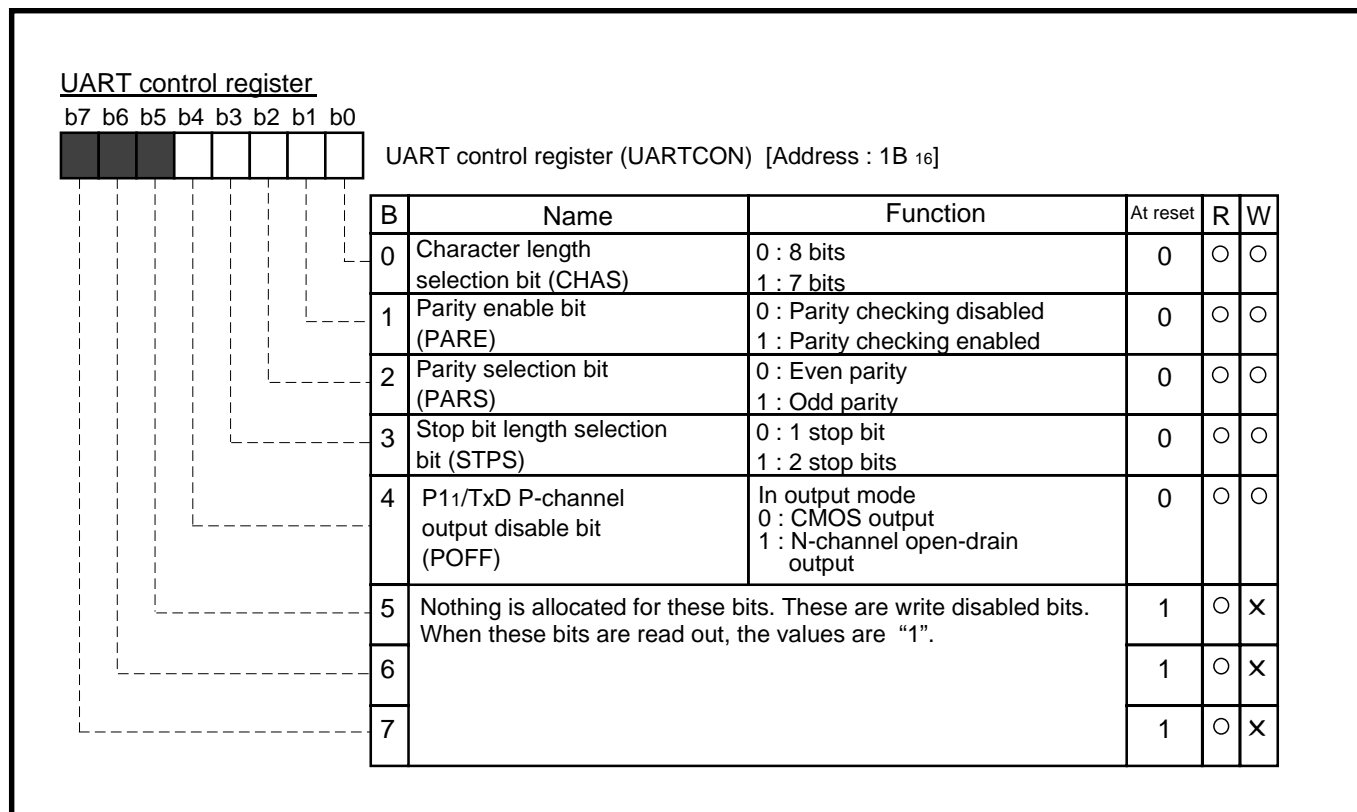 UART control register
b7 b6 b5 b4 b3 b2 b1 b0
UART control register (UARTCON) [Address : 1B 16]
B Name Function At reset R W
0 Character length selection bit (CHAS) 0 : 8 bits 1 : 7 bits 0 ○ ○
1 Parity enable bit (PARE) 0 : Parity checking disabled 1 : Parity checking enabled 0 ○ ○
2 Parity selection bit (PARS) 0 : Even parity 1 : Odd parity 0 ○ ○
3 Stop bit length selection bit (STPS) 0 : 1 stop bit 1 : 2 stop bits 0 ○ ○
4 P11/TxD P-channel output disable bit (POFF) In output mode 0 : CMOS output 1 : N-channel open-drain output 0 ○ ○
5 Nothing is allocated for these bits. These are write disabled bits. When these bits are read out, the values are “1”. 1 ○ ×
6 1 ○ ×
7 1 ○ ×